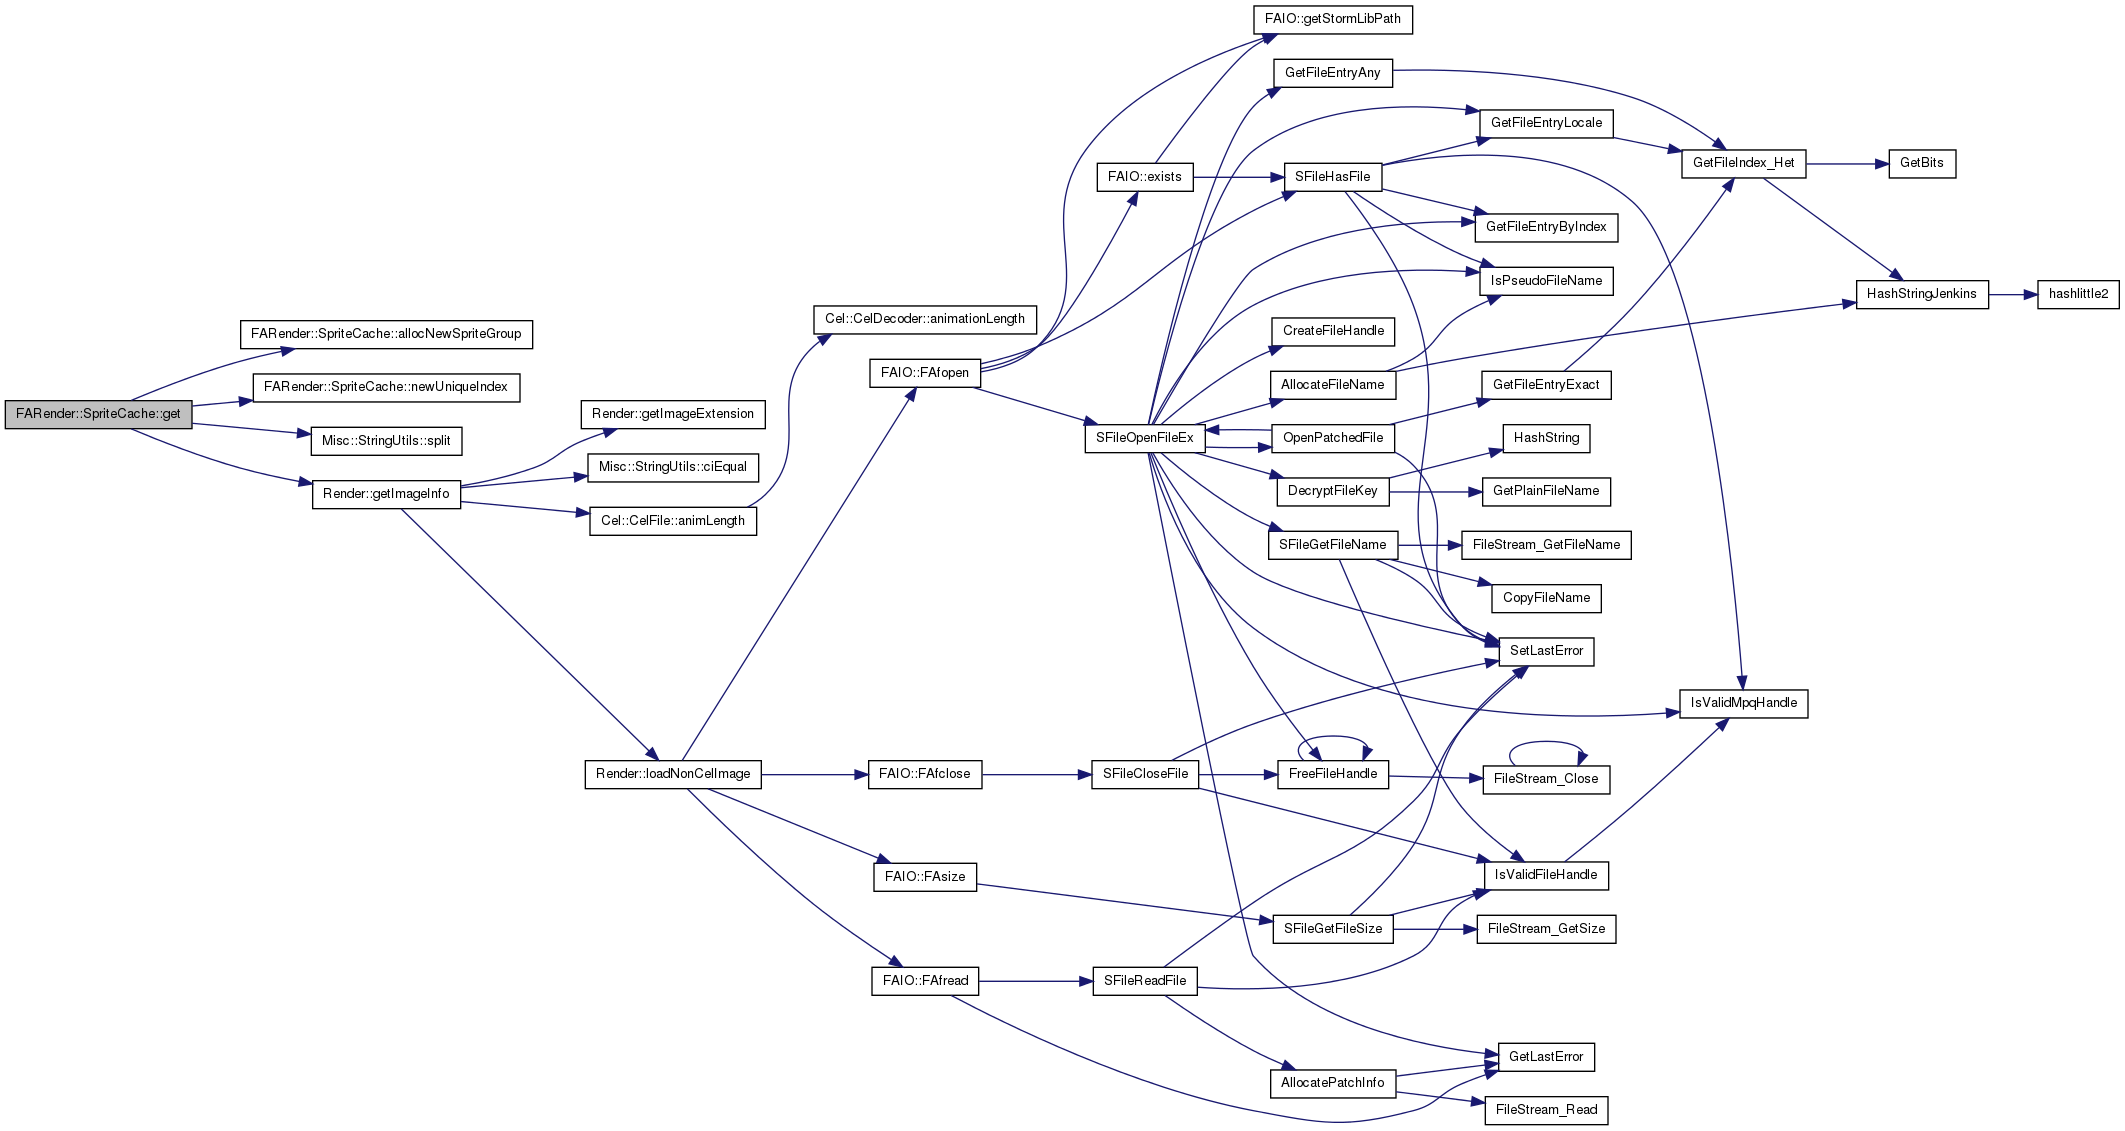 FAIO::getStormLibPath
GetFileEntryAny
GetFileEntryLocale
FAIO::exists
SFileHasFile
GetFileIndex_Het
GetBits
GetFileEntryByIndex
IsPseudoFileName
HashStringJenkins
hashlittle2
Cel::CelDecoder::animationLength
FARender::SpriteCache::allocNewSpriteGroup
CreateFileHandle
FAIO::FAfopen
FARender::SpriteCache::newUniqueIndex
AllocateFileName
GetFileEntryExact
FARender::SpriteCache::get
Render::getImageExtension
Misc::StringUtils::split
SFileOpenFileEx
OpenPatchedFile
HashString
Misc::StringUtils::ciEqual
Render::getImageInfo
DecryptFileKey
GetPlainFileName
Cel::CelFile::animLength
SFileGetFileName
FileStream_GetFileName
CopyFileName
SetLastError
IsValidMpqHandle
Render::loadNonCelImage
FAIO::FAfclose
SFileCloseFile
FreeFileHandle
FileStream_Close
FAIO::FAsize
IsValidFileHandle
SFileGetFileSize
FileStream_GetSize
FAIO::FAfread
SFileReadFile
GetLastError
AllocatePatchInfo
FileStream_Read